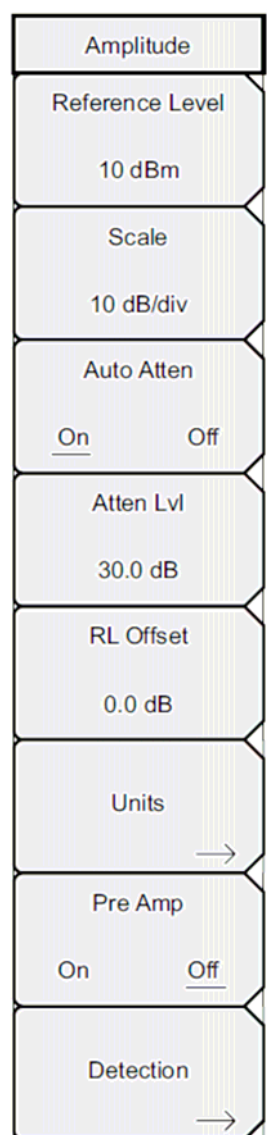 Amplitude
Reference Level
10 dBm
Scale
10 dB/div
Auto Atten
On Off
Atten Lvl
30.0 dB
RL Offset
0.0 dB
Units
Pre Amp
On Off
Detection